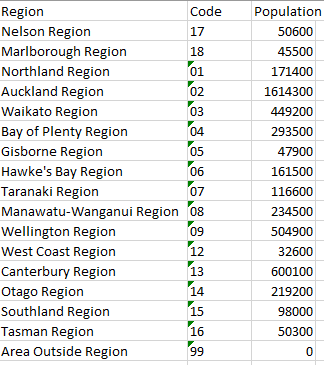 Region Code Population
Nelson Region 17 50600
Marlborough Region 18 45500
Northland Region 01 171400
Auckland Region 02 1614300
Waikato Region 03 449200
Bay of Plenty Region 04 293500
Gisborne Region 05 47900
Hawke's Bay Region 06 161500
Taranaki Region 07 116600
Manawatu-Wanganui Region 08 234500
Wellington Region 09 504900
West Coast Region 12 32600
Canterbury Region 13 600100
Otago Region 14 219200
Southland Region 15 98000
Tasman Region 16 50300
Area Outside Region 99 0